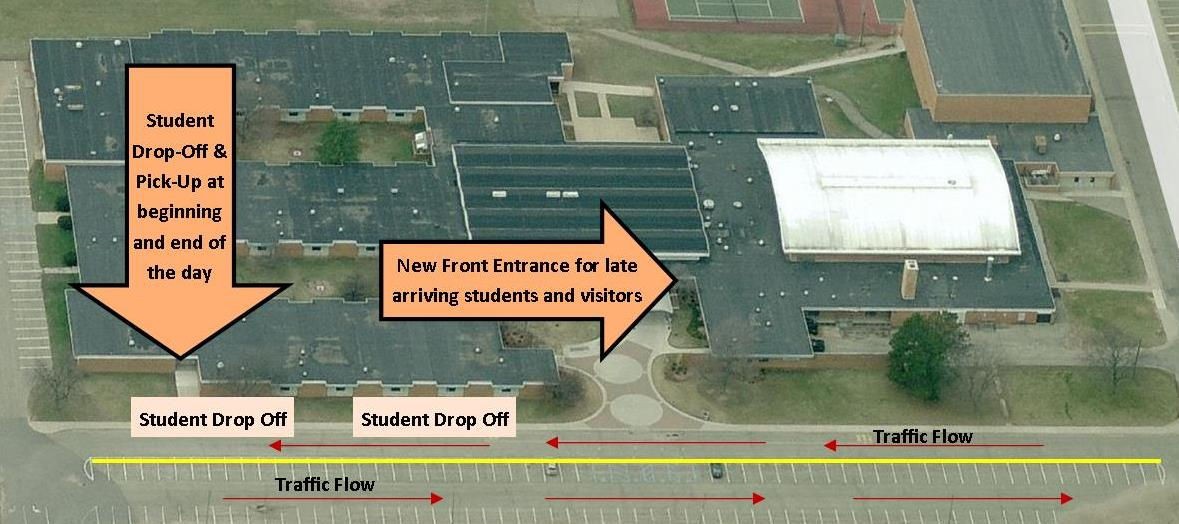 Student
Drop-Off &
Pick-Up at
beginning
and end of
the day
New Front Entrance for late
arriving students and visitors
Student Drop Off
Student Drop Off
Traffic Flow
Traffic Flow